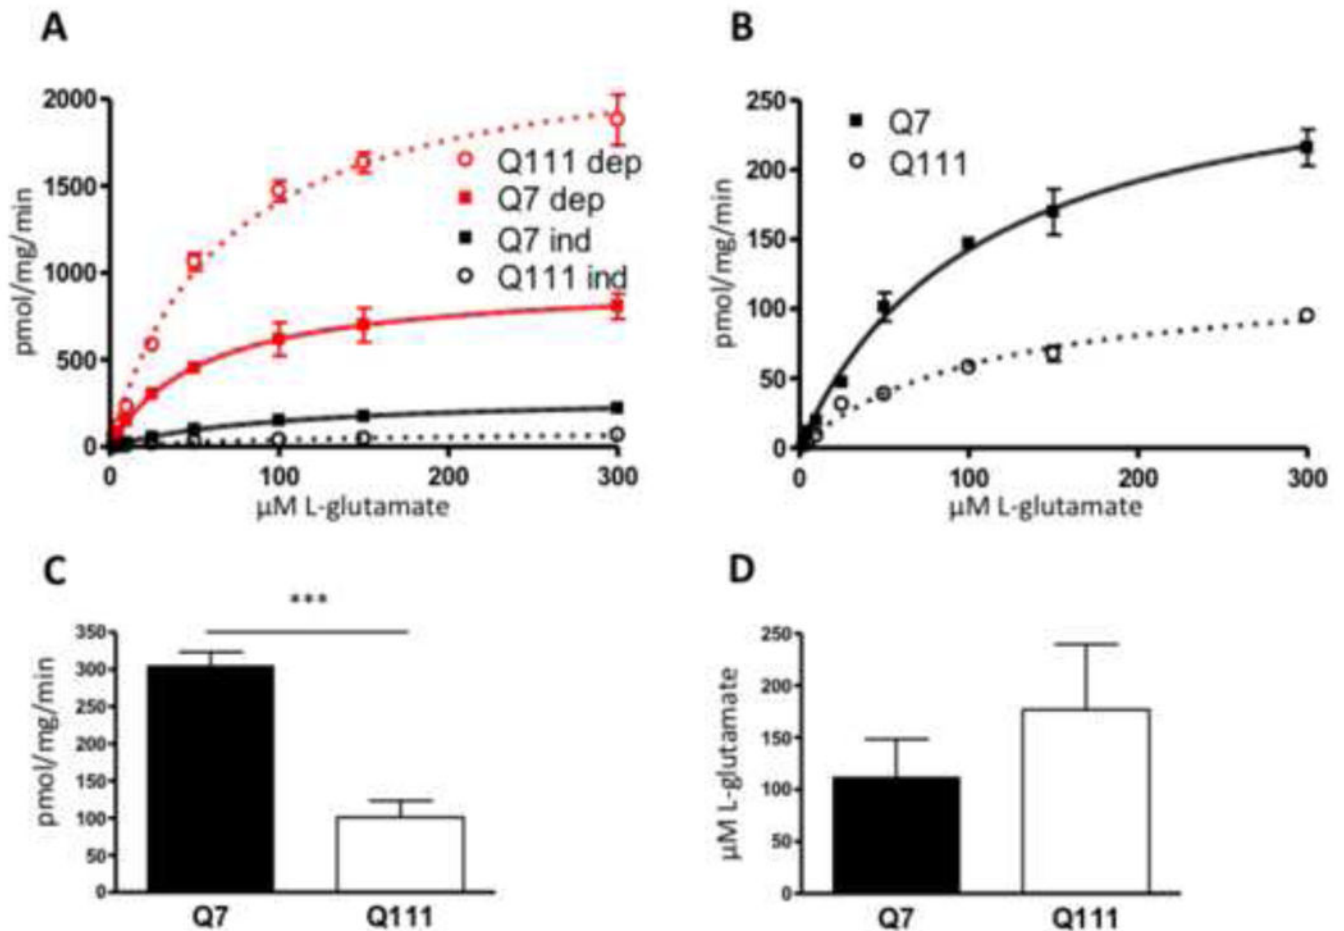 A
2000
1500
1000
500
0
pmol/mg/min
Q111 dep
Q7 dep
Q7 ind
Q111 ind
0 100 200 300
µM L-glutamate
B
250
200
150
100
50
0
pmol/mg/min
Q7
Q111
0 100 200 300
µM L-glutamate
C
***
350
300
250
200
150
100
50
0
pmol/mg/min
Q7 Q111
D
250
200
150
100
50
0
µM L-glutamate
Q7 Q111